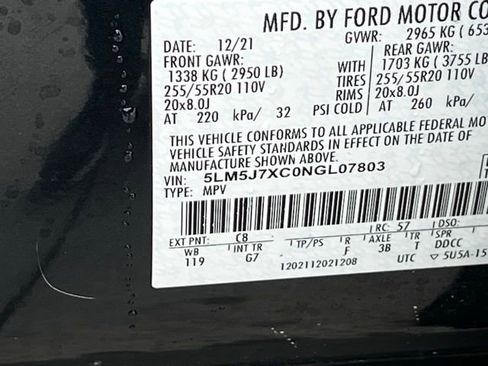 MFD. BY FORD MOTOR CO
DATE: 12/21 GVWR: 2965 KG ( 653
FRONT GAWR: REAR GAWR:
1338 KG ( 2950 LB) WITH 1703 KG ( 3755 LB
255/55R20 110V TIRES 255/55R20 110V
20x8.0J RIMS 20x8.0J
AT 220 kPa/ 32 PSI COLD AT 260 kPa/
THIS VEHICLE CONFORMS TO ALL APPLICABLE FEDERAL MO
VEHICLE SAFETY STANDARDS IN EFFECT ON THE DATE OF
MANUFACTURE SHOWN ABOVE.
VIN: 5LM5J7XC0NGL07803
TYPE: MPV
EXT PNT: C8 RC: 57 DSO:
WB INT TR TP/PS R AXLE TR SPR
119 G7 F 3B T DDCC
1202112021208 UTC ▽ 5U5A-15